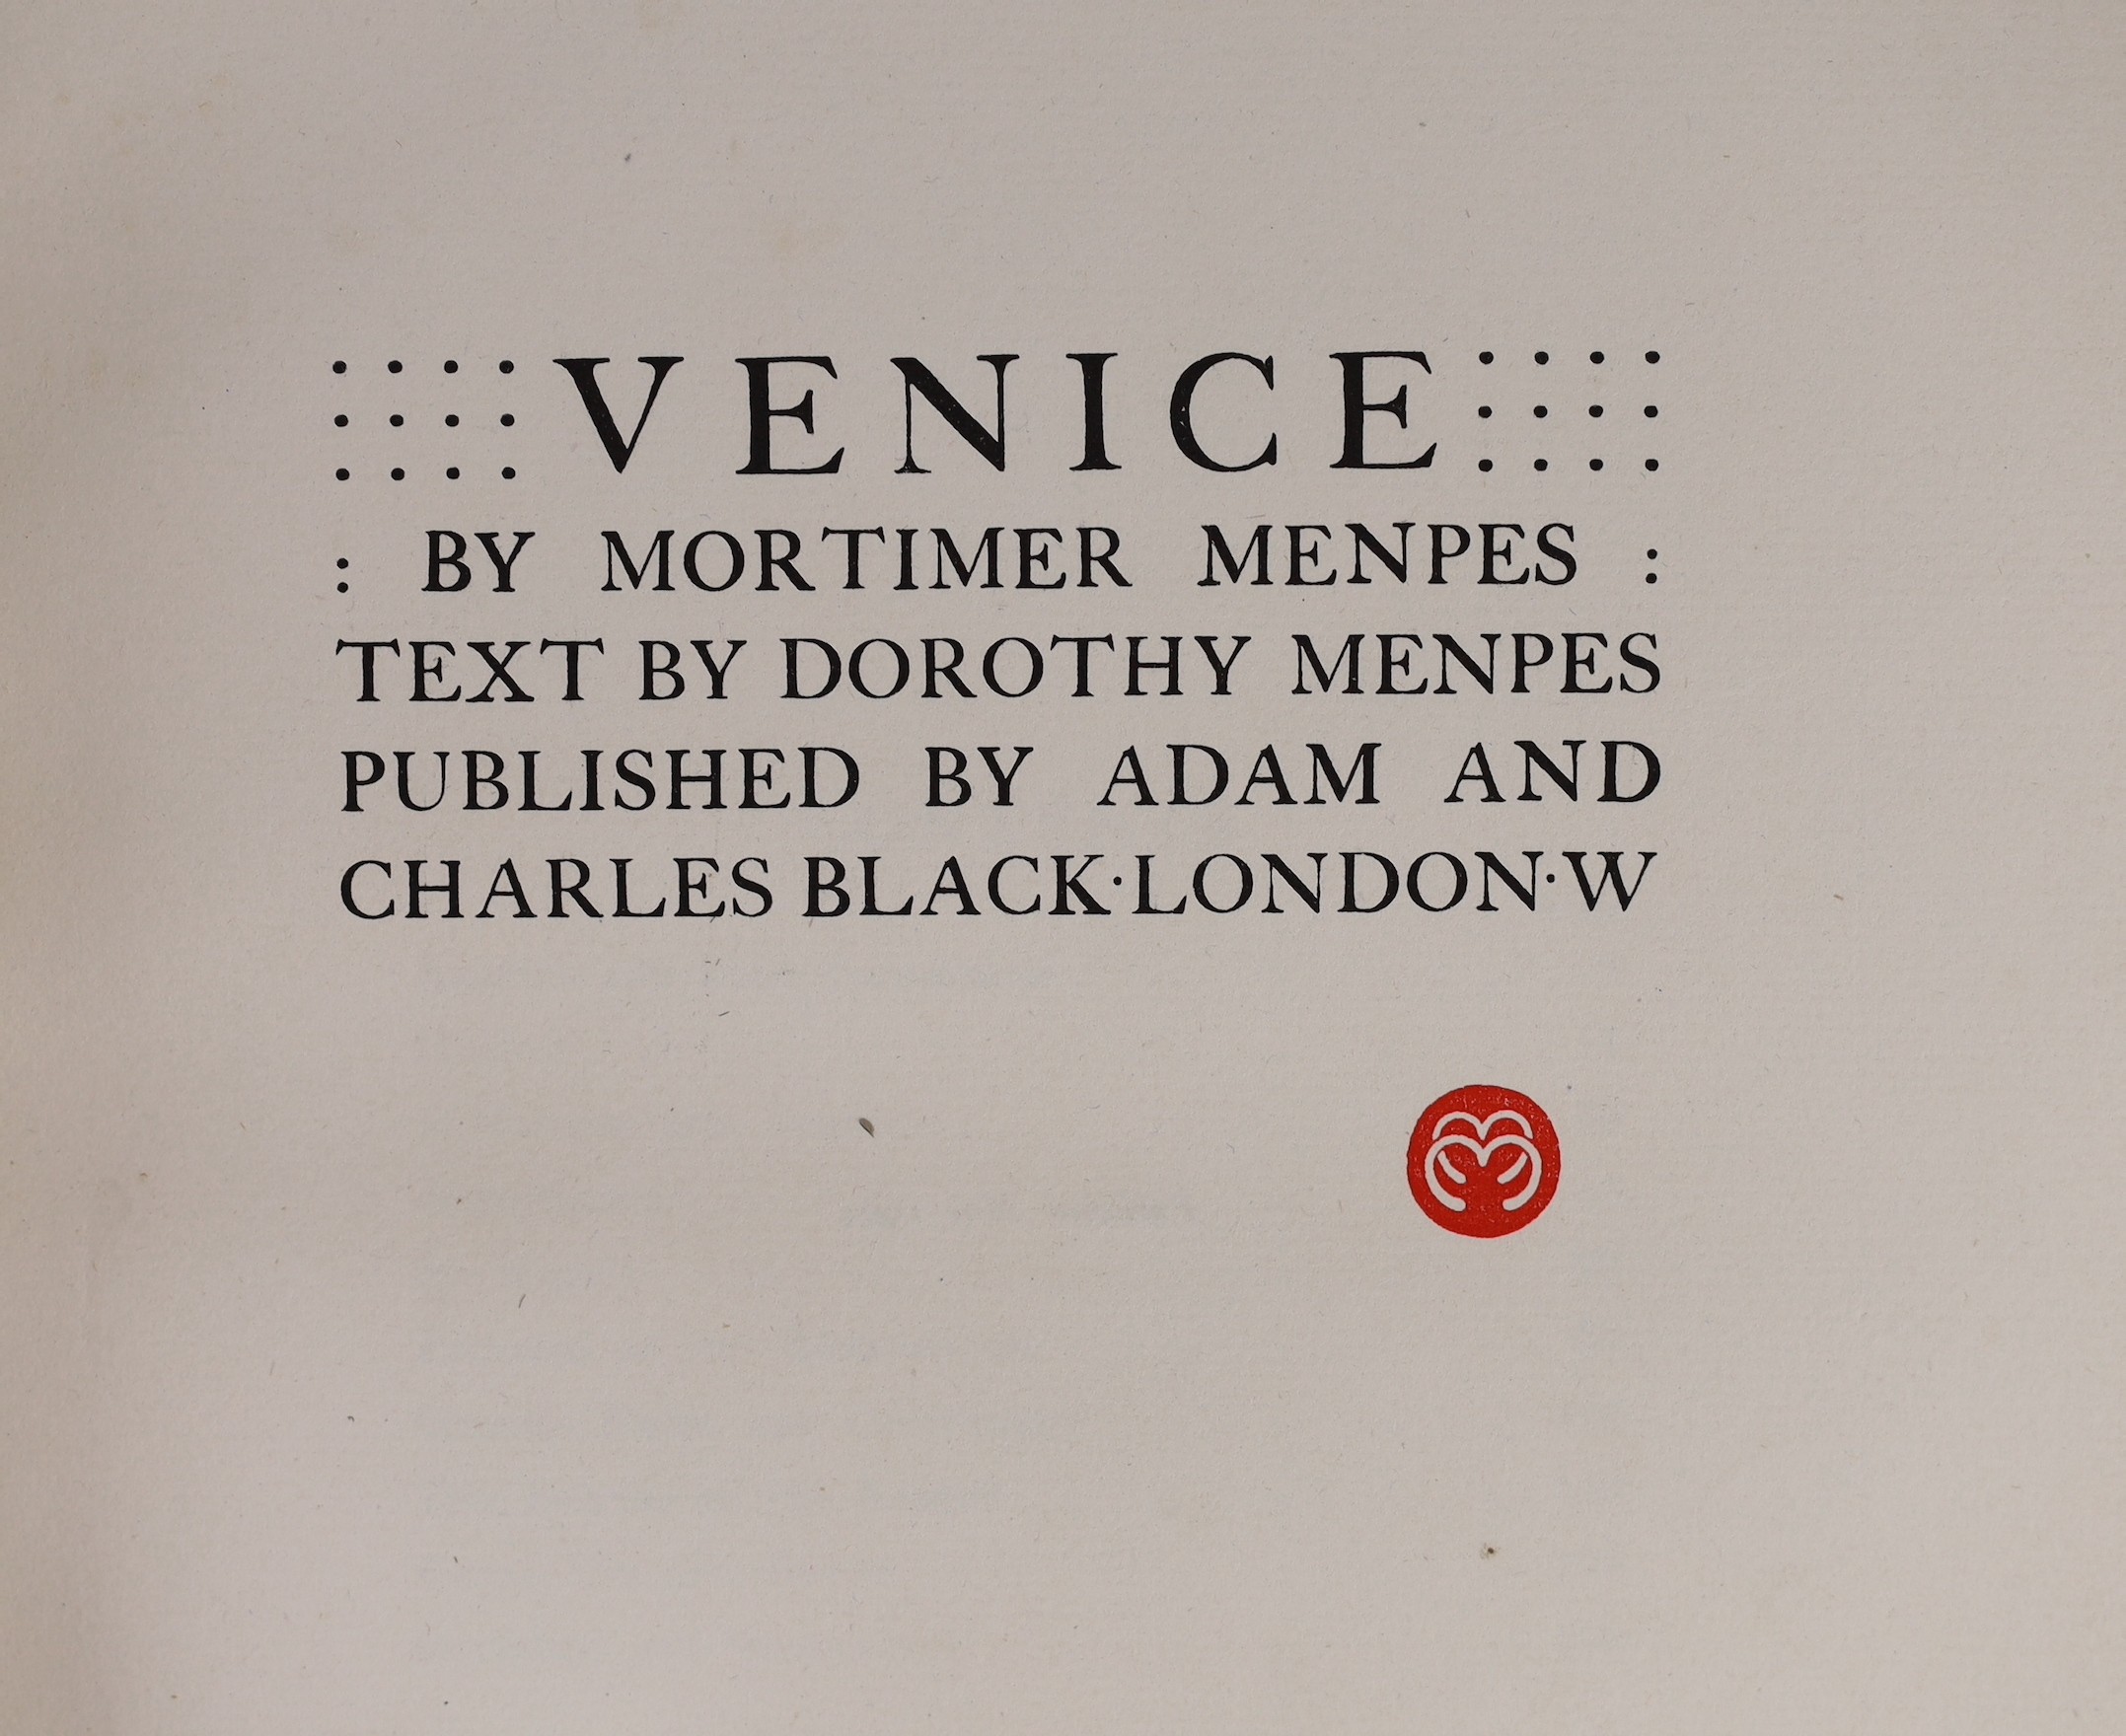 VENICE
: BY MORTIMER MENPES :
TEXT BY DOROTHY MENPES
PUBLISHED BY ADAM AND
CHARLES BLACK·LONDON·W